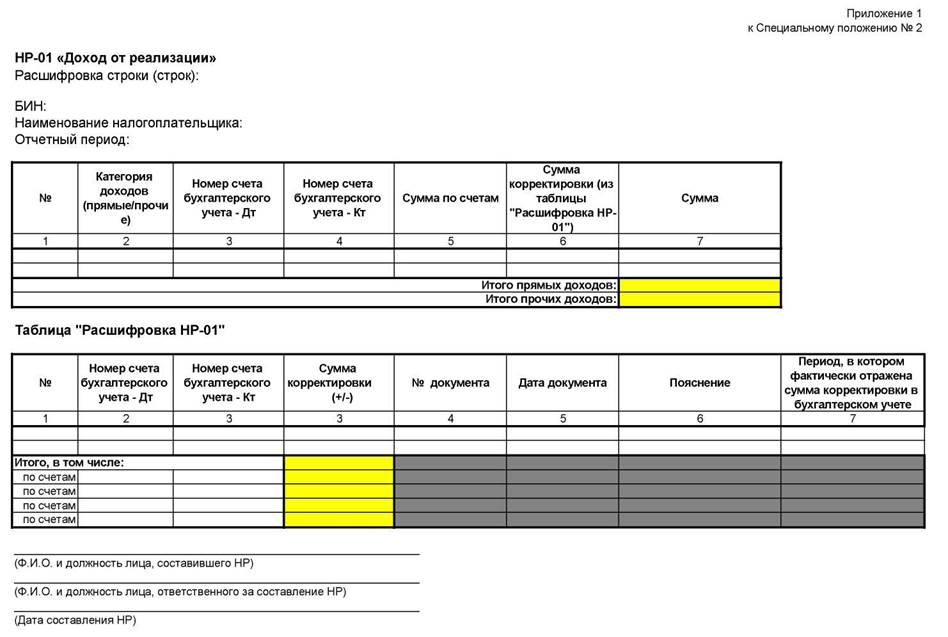 Приложение 1
к Специальному положению № 2
НР-01 «Доход от реализации»
Расшифровка строки (строк):
БИН:
Наименование налогоплательщика:
Отчетный период:
№
Категория
доходов
(прямые/прочи
е)
Номер счета
бухгалтерского
учета - Дт
Номер счета
бухгалтерского
учета - Кт
Сумма по счетам
Сумма
корректировки (из
таблицы
"Расшифровка НР-
01")
Сумма
1 2 3 4 5 6 7
Итого прямых доходов:
Итого прочих доходов:
Таблица "Расшифровка НР-01"
№
Номер счета
бухгалтерского
учета - Дт
Номер счета
бухгалтерского
учета - Кт
Сумма
корректировки
(+/-)
№ документа
Дата документа
Пояснение
Период, в котором
фактически отражена
сумма корректировки в
бухгалтерском учете
1 2 3 3 4 5 6 7
Итого, в том числе:
по счетам
по счетам
по счетам
по счетам
(Ф.И.О. и должность лица, составившего НР)
(Ф.И.О. и должность лица, ответственного за составление НР)
(Дата составления НР)